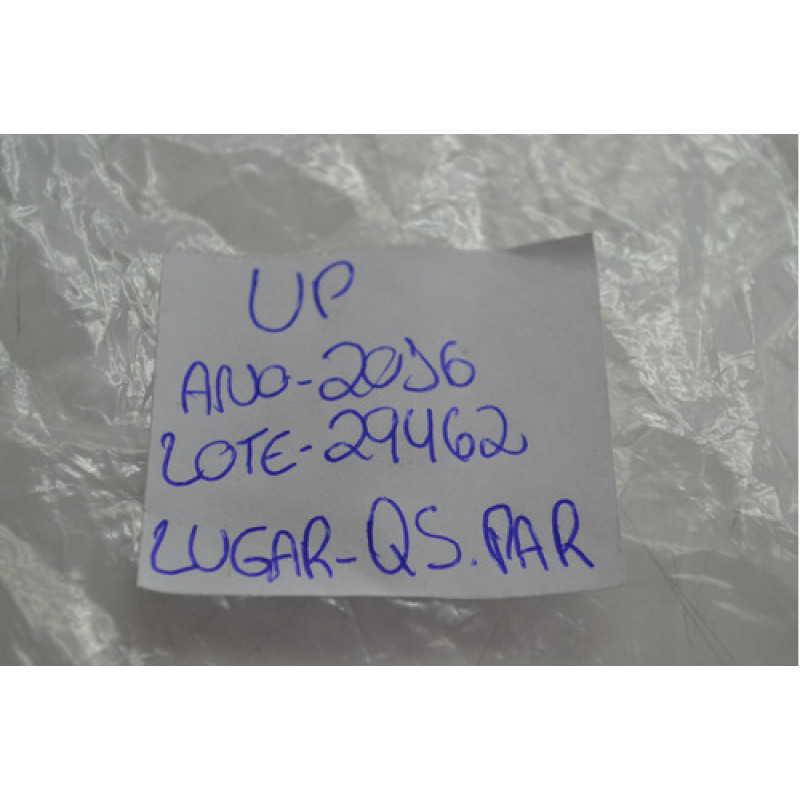 UP
ANO-2016
LOTE-29462
LUGAR-QS.PAR